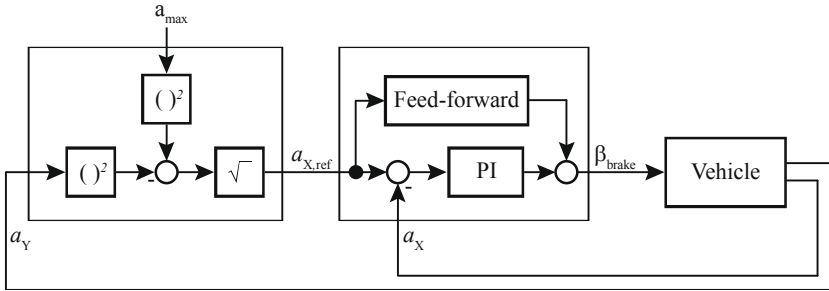 a_max
( )²
Feed-forward
( )²
-
√
a_X,ref
-
PI
β_brake
Vehicle
a_Y
a_X